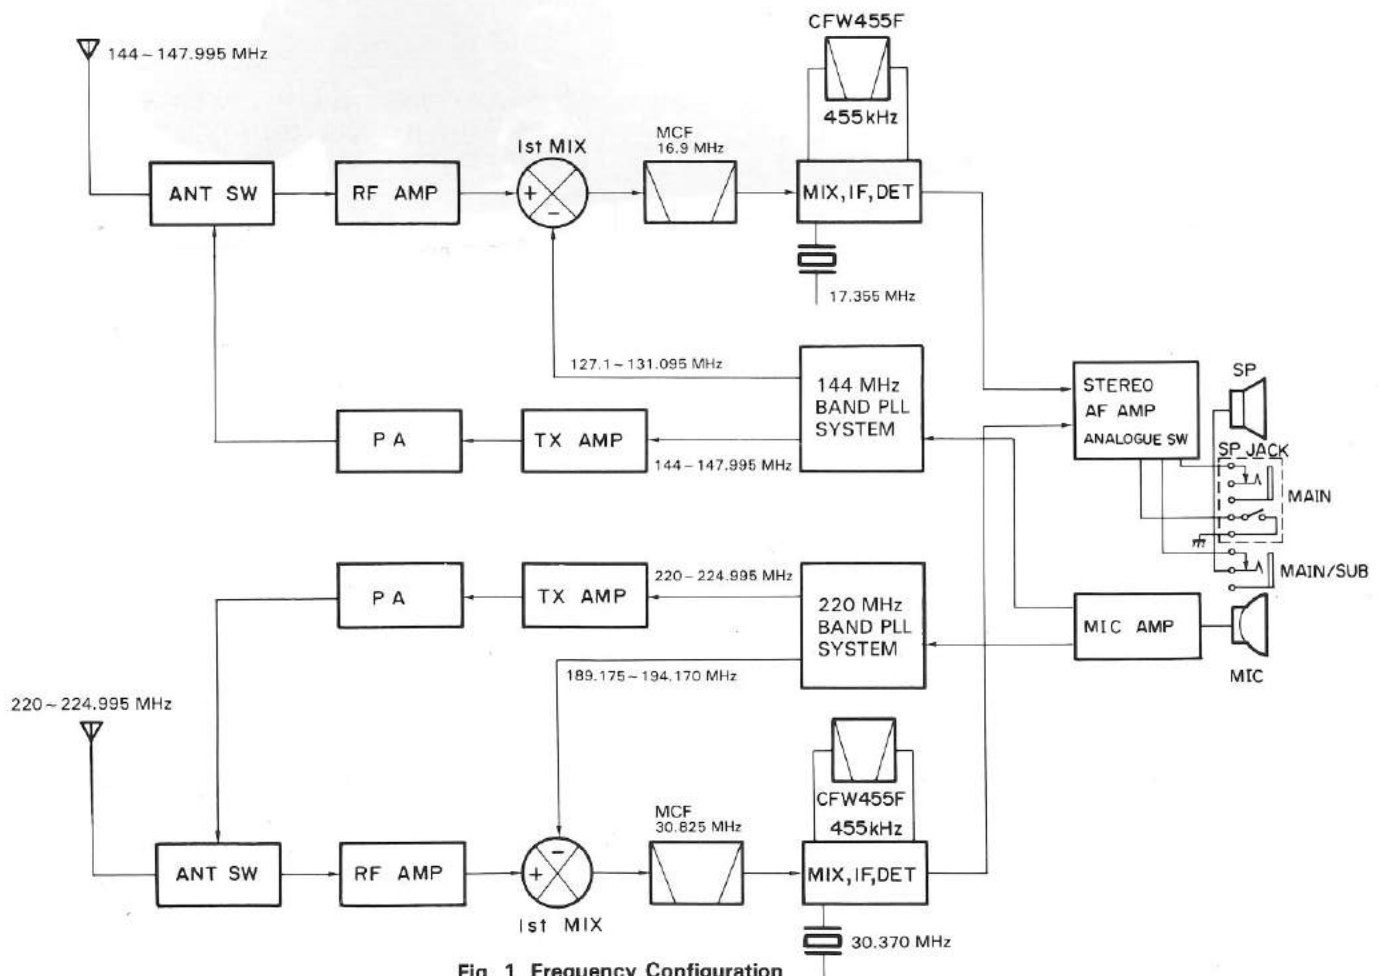 CFW455F
144~147.995 MHz
455kHz
1st MIX
MCF
16.9 MHz
ANT SW
RF AMP
+
−
MIX, IF, DET
17.355 MHz
127.1~131.095 MHz
144 MHz
BAND PLL
SYSTEM
STEREO
AF AMP
ANALOGUE SW
SP
PA
TX AMP
144~147.995 MHz
SP JACK
MAIN
220~224.995 MHz
MAIN/SUB
PA
TX AMP
220 MHz
BAND PLL
SYSTEM
MIC AMP
189.175~194.170 MHz
MIC
220~224.995 MHz
CFW455F
455kHz
MCF
30.825 MHz
ANT SW
RF AMP
−
+
MIX, IF, DET
1st MIX
30.370 MHz
Fig. 1 Frequency Configuration